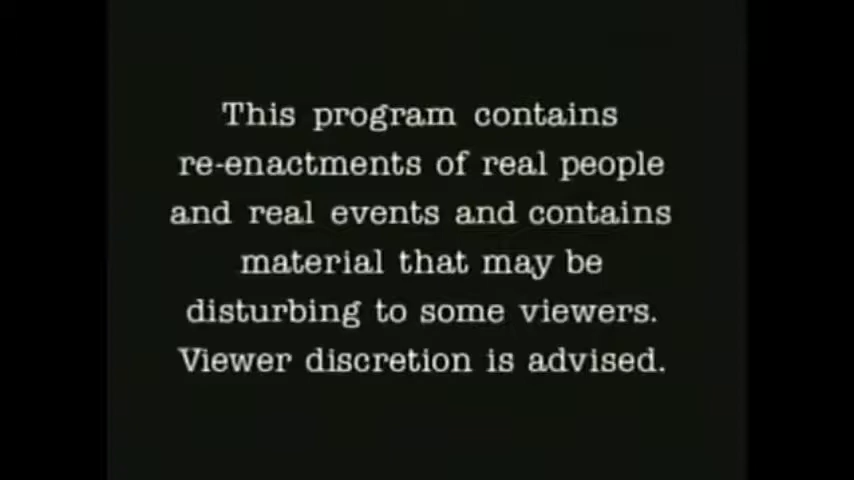 This program contains
re-enactments of real people
and real events and contains
material that may be
disturbing to some viewers.
Viewer discretion is advised.